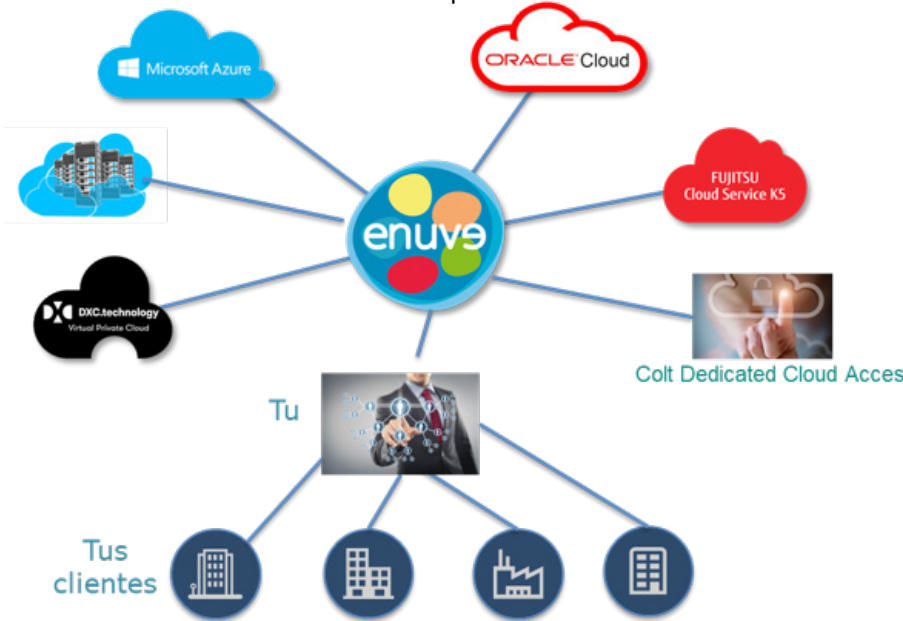 Microsoft Azure
ORACLE Cloud
FUJITSU
Cloud Service K5
enuve
DXC.technology
Virtual Private Cloud
Colt Dedicated Cloud Acces
Tu
Tus
clientes